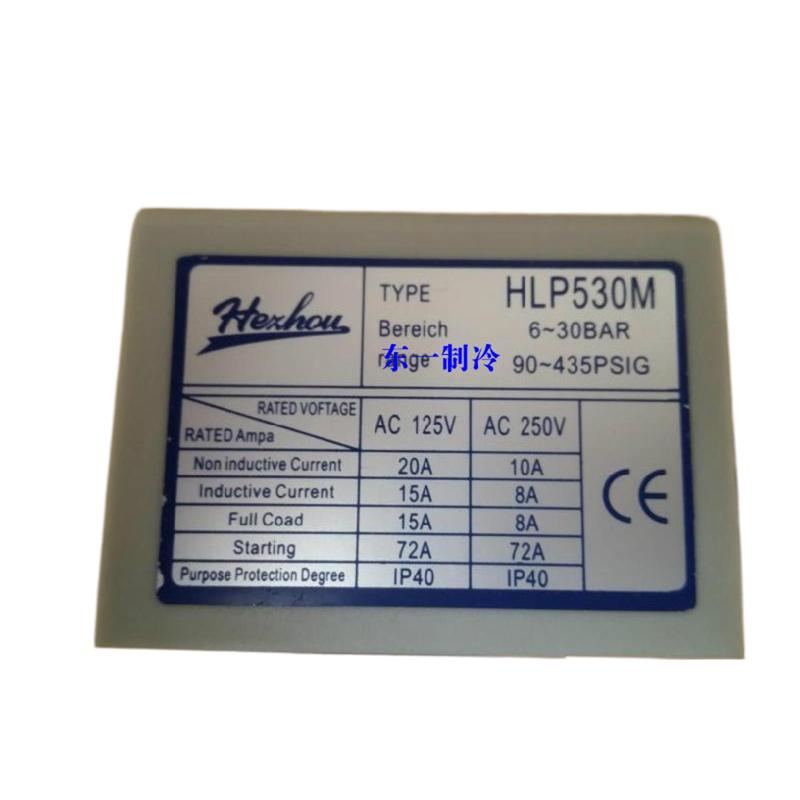 Hezhou
TYPE HLP530M
Bereich 6~30BAR
range 90~435PSIG
东一制冷
RATED VOFTAGE
RATED Ampa
AC 125V AC 250V
Non inductive Current 20A 10A
Inductive Current 15A 8A
Full Coad 15A 8A
Starting 72A 72A
Purpose Protection Degree IP40 IP40
CE